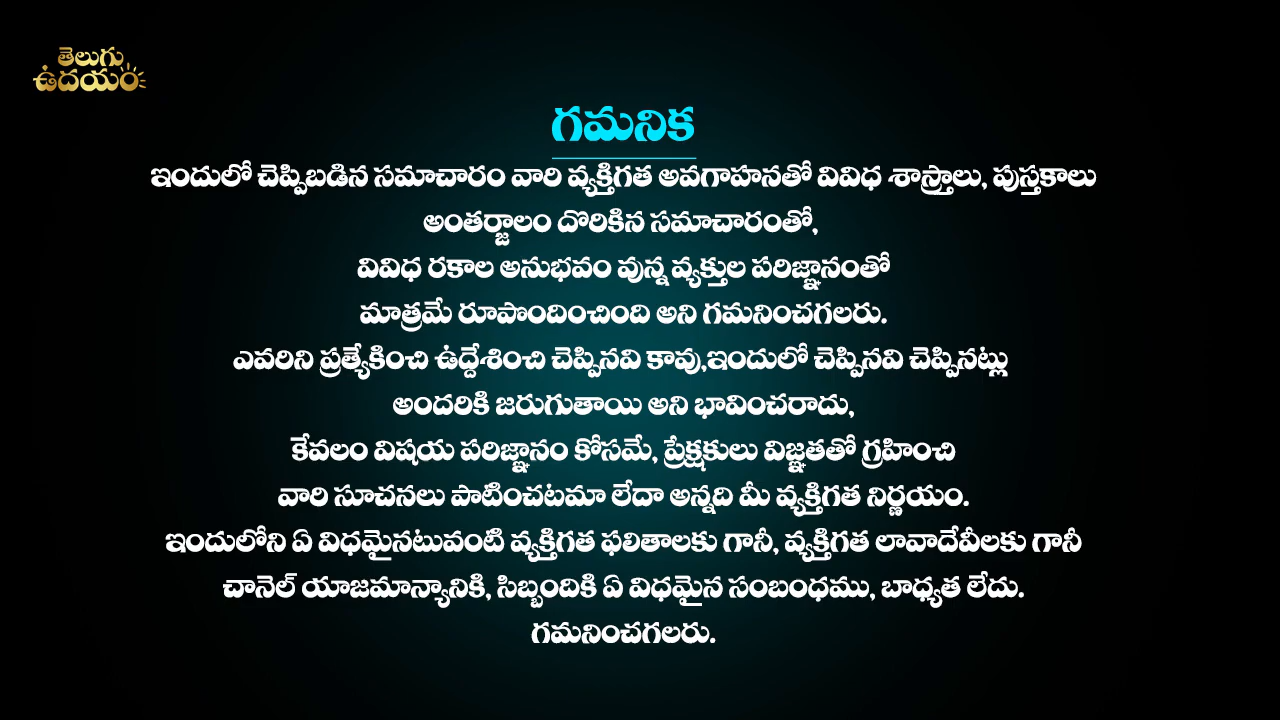 తెలుగు
ఉదయం
గమనిక
ఇందులో చెప్పిబడిన సమాచారం వారి వ్యక్తిగత అవగాహనతో వివిధ శాస్త్రాలు, పుస్తకాలు
అంతర్జాలం దొరికిన సమాచారంతో,
వివిధ రకాల అనుభవం వున్న వ్యక్తుల పరిజ్ఞానంతో
మాత్రమే రూపొందించింది అని గమనించగలరు.
ఎవరిని ప్రత్యేకించి ఉద్దేశించి చెప్పినవి కావు,ఇందులో చెప్పినవి చెప్పినట్లు
అందరికి జరుగుతాయి అని భావించరాదు,
కేవలం విషయ పరిజ్ఞానం కోసమే, ప్రేక్షకులు విజ్ఞతతో గ్రహించి
వారి సూచనలు పాటించటమా లేదా అన్నది మీ వ్యక్తిగత నిర్ణయం.
ఇందులోని ఏ విధమైనటువంటి వ్యక్తిగత ఫలితాలకు గానీ, వ్యక్తిగత లావాదేవీలకు గానీ
చానెల్ యాజమాన్యానికి, సిబ్బందికి ఏ విధమైన సంబంధము, బాధ్యత లేదు.
గమనించగలరు.